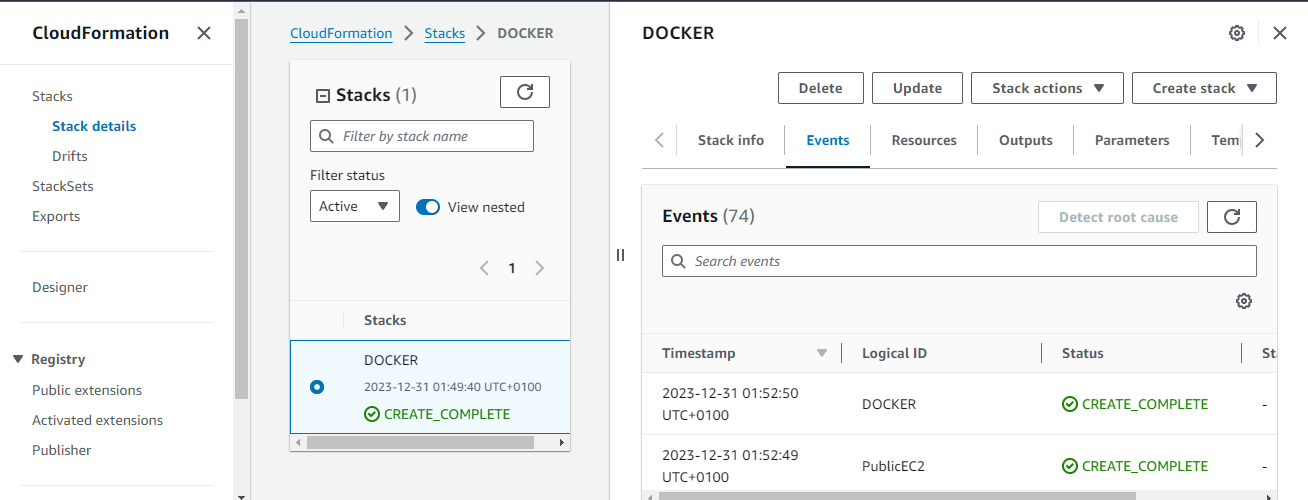 CloudFormation
Stacks
Stack details
Drifts
StackSets
Exports
Designer
Registry
Public extensions
Activated extensions
Publisher
CloudFormation > Stacks > DOCKER
Stacks (1)
Filter by stack name
Filter status
Active View nested
1
Stacks
DOCKER
2023-12-31 01:49:40 UTC+0100
CREATE_COMPLETE
DOCKER
Delete Update Stack actions Create stack
Stack info Events Resources Outputs Parameters
Events (74) Detect root cause
Search events
Timestamp Logical ID Status
2023-12-31 01:52:50
UTC+0100 DOCKER CREATE_COMPLETE -
2023-12-31 01:52:49
UTC+0100 PublicEC2 CREATE_COMPLETE -